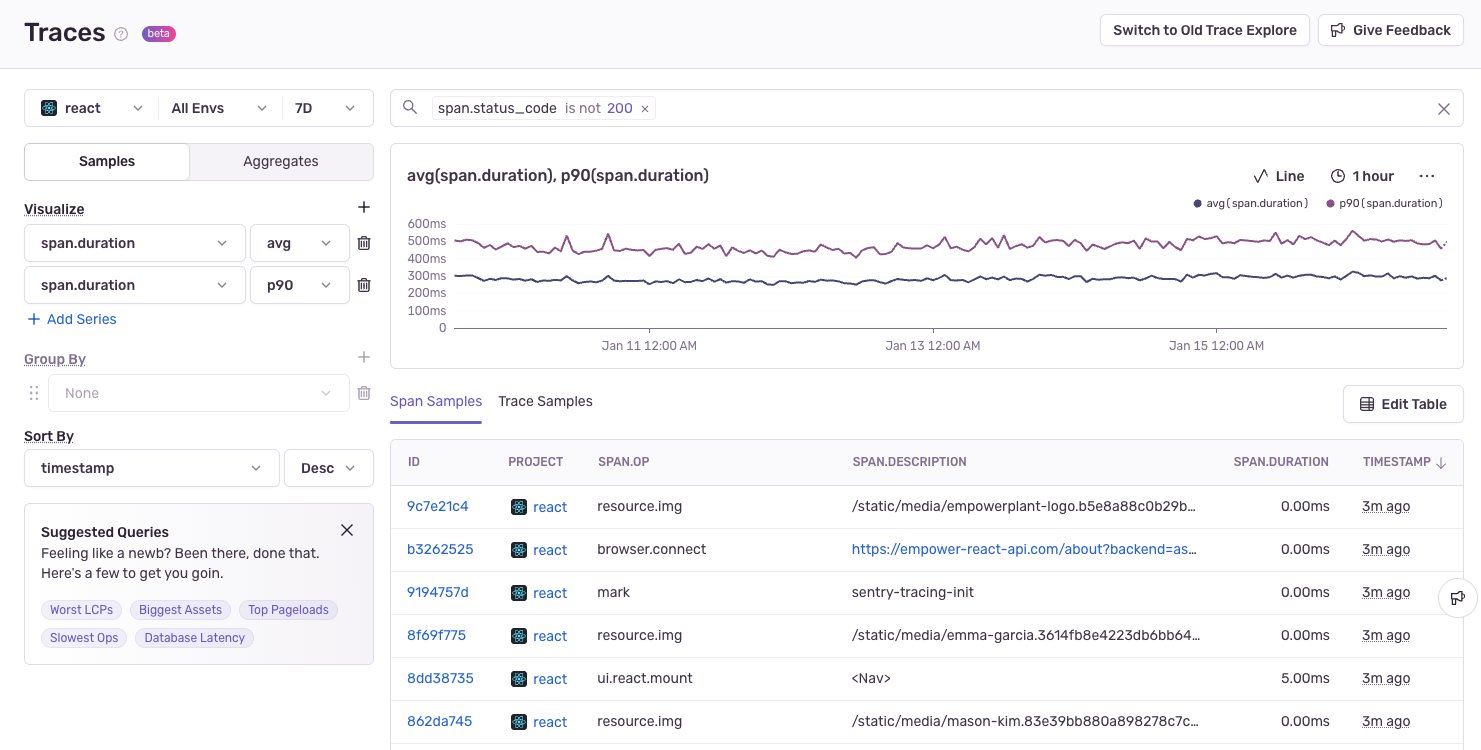 Traces ? beta
Switch to Old Trace Explore
Give Feedback
react All Envs 7D
span.status_code is not 200 ×
Samples Aggregates
Visualize
span.duration avg
span.duration p90
Add Series
Group By
None
Sort By
timestamp Desc
Suggested Queries
Feeling like a newb? Been there, done that.
Here's a few to get you goin.
Worst LCPs Biggest Assets Top Pageloads
Slowest Ops Database Latency
avg(span.duration), p90(span.duration)
Line 1 hour ...
avg(span.duration) p90(span.duration)
600ms
500ms
400ms
300ms
200ms
100ms
0
Jan 11 12:00 AM Jan 13 12:00 AM Jan 15 12:00 AM
Span Samples Trace Samples
Edit Table
ID PROJECT SPAN.OP SPAN.DESCRIPTION SPAN.DURATION TIMESTAMP
9c7e21c4 react resource.img /static/media/empowerplant-logo.b5e8a88c0b29b… 0.00ms 3m ago
b3262525 react browser.connect https://empower-react-api.com/about?backend=as… 0.00ms 3m ago
9194757d react mark sentry-tracing-init 0.00ms 3m ago
8f69f775 react resource.img /static/media/emma-garcia.3614fb8e4223db6bb64… 0.00ms 3m ago
8dd38735 react ui.react.mount <Nav> 5.00ms 3m ago
862da745 react resource.img /static/media/mason-kim.83e39bb880a898278c7c… 0.00ms 3m ago